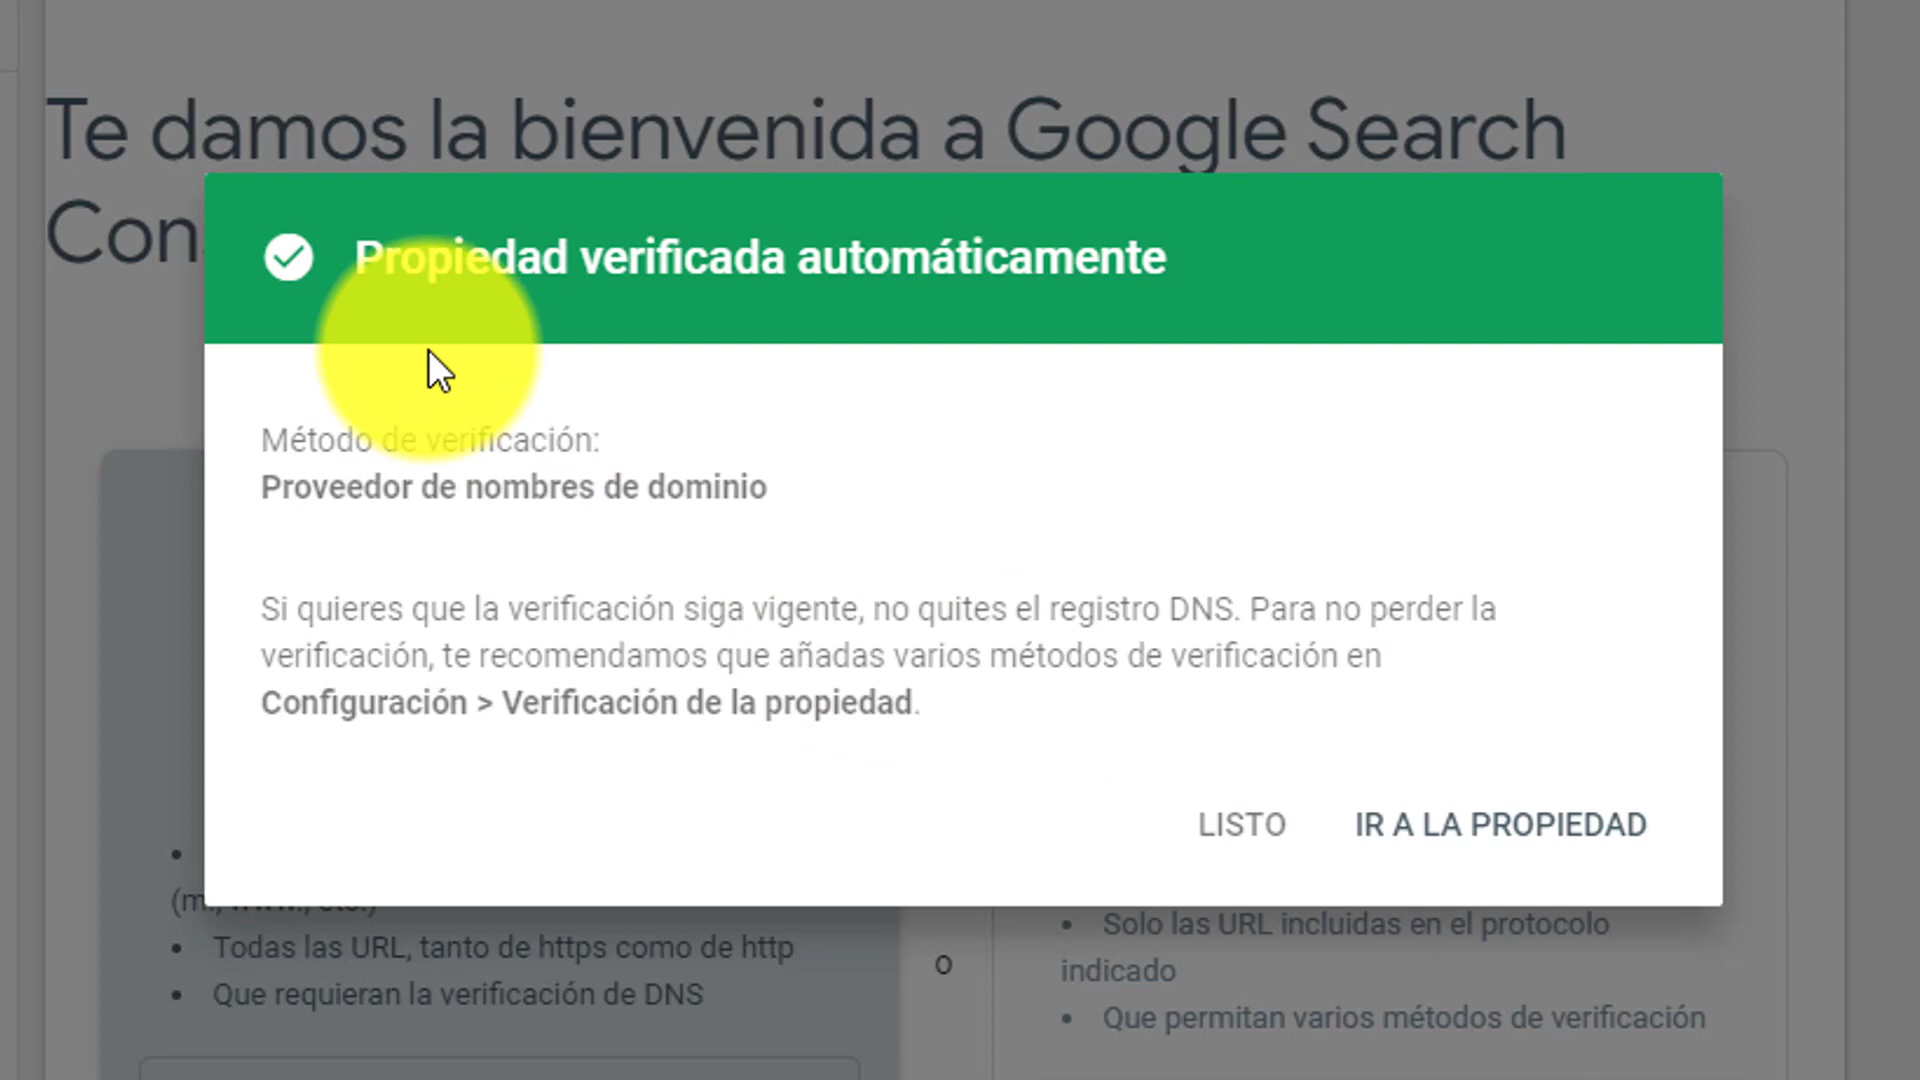 Te damos la bienvenida a Google Search
Con
Propiedad verificada automáticamente
Método de verificación:
Proveedor de nombres de dominio
Si quieres que la verificación siga vigente, no quites el registro DNS. Para no perder la
verificación, te recomendamos que añadas varios métodos de verificación en
Configuración > Verificación de la propiedad.
LISTO
IR A LA PROPIEDAD
• Todas las URL, tanto de https como de http
• Que requieran la verificación de DNS
o
• Solo las URL incluidas en el protocolo
indicado
• Que permitan varios métodos de verificación